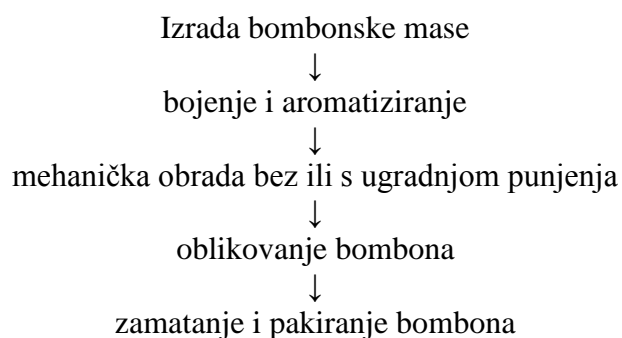 Izrada bombonske mase
↓
bojenje i aromatiziranje
↓
mehanička obrada bez ili s ugradnjom punjenja
↓
oblikovanje bombona
↓
zamatanje i pakiranje bombona